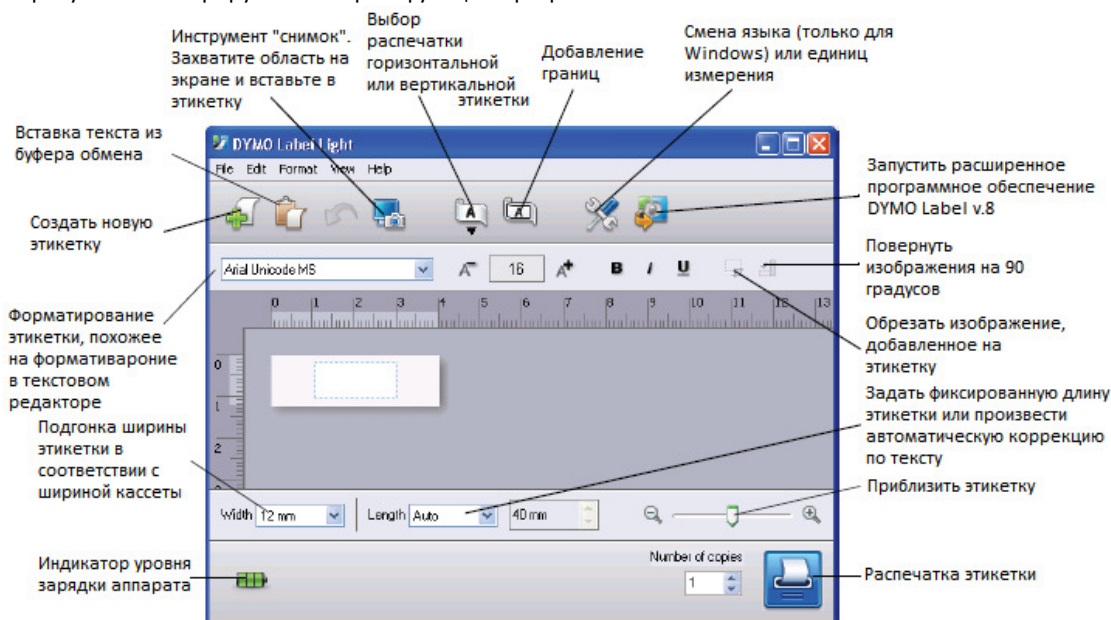 Инструмент "снимок".
Захватите область на
экране и вставьте в
этикетку
Выбор
распечатки
горизонтальной
или вертикальной
этикетки
Добавление
границ
Смена языка (только для
Windows) или единиц
измерения
Вставка текста из
буфера обмена
Создать новую
этикетку
Форматирование
этикетки, похожее
на формативароние
в текстовом
редакторе
Подгонка ширины
этикетки в
соответствии с
шириной кассеты
Индикатор уровня
зарядки аппарата
DYMO Label Light
File Edit Format View Help
A A
Arial Unicode MS A 16 A B I U
0 1 2 3 4 5 6 7 8 9 10 11 12 13
0
1
2
Width 12 mm Length Auto 40 mm
Number of copies
1
Запустить расширенное
программное обеспечение
DYMO Label v.8
Повернуть
изображения на 90
градусов
Обрезать изображение,
добавленное на
этикетку
Задать фиксированную длину
этикетки или произвести
автоматическую коррекцию
по тексту
Приблизить этикетку
Распечатка этикетки